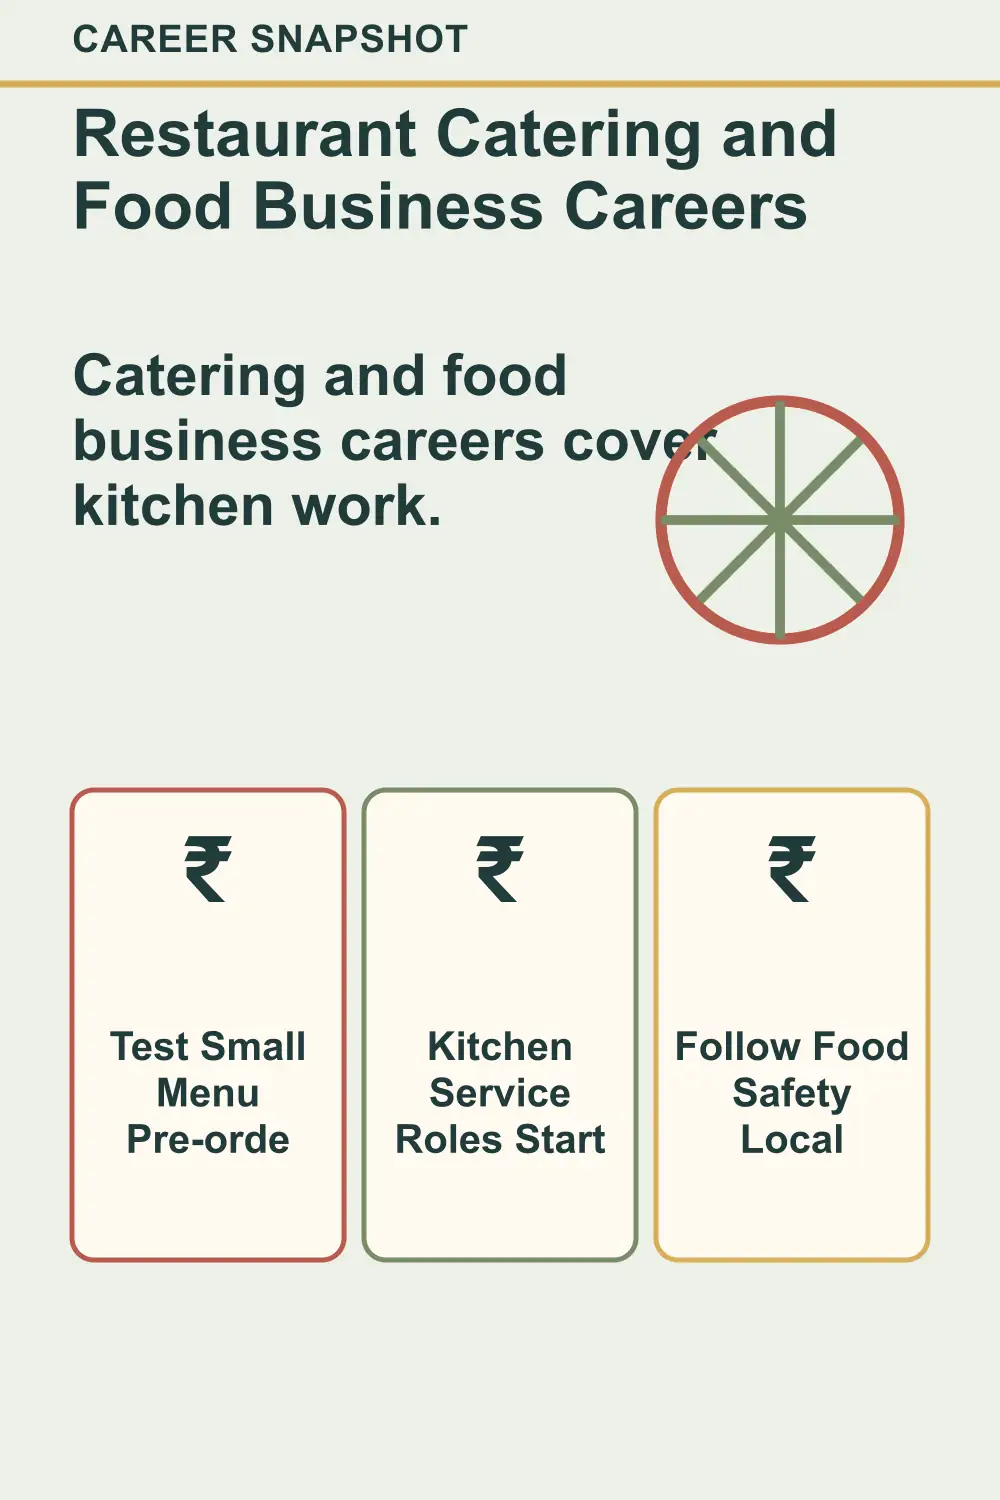 CAREER SNAPSHOT
Restaurant Catering and
Food Business Careers
Catering and food
business careers cover
kitchen work.
₹
Test Small
Menu
Pre-orde
₹
Kitchen
Service
Roles Start
₹
Follow Food
Safety
Local